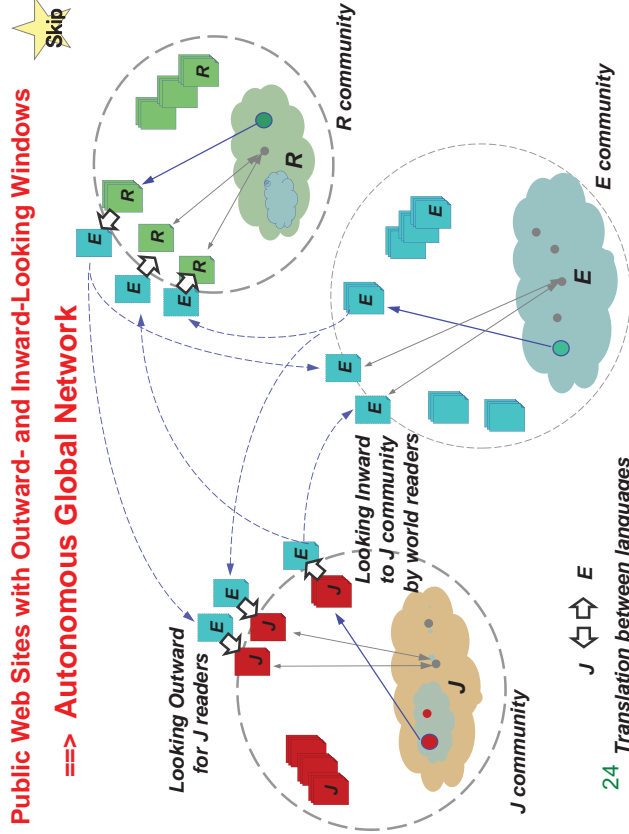 Public Web Sites with Outward- and Inward-Looking Windows
==> Autonomous Global Network
Skip
Looking Outward
for J readers
E
E
J
J
J
J
E
J
J community
Looking Inward
to J community
by world readers
E
E
E
E
E
E community
E
E
E
R
R
R
R
R
R community
J E
Translation between languages
24